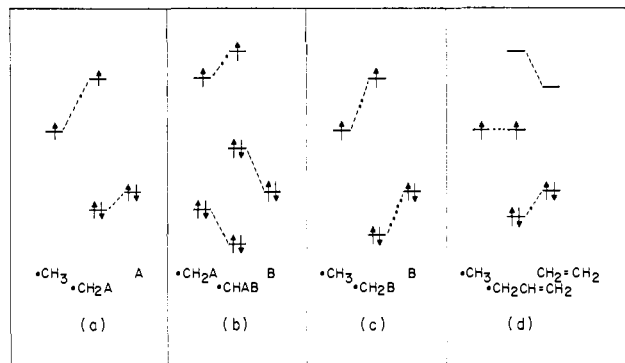 •CH3 A •CH2A B •CH3 B •CH3 CH2=CH2
•CH2A •CHAB •CH2B •CH2CH=CH2
(a) (b) (c) (d)